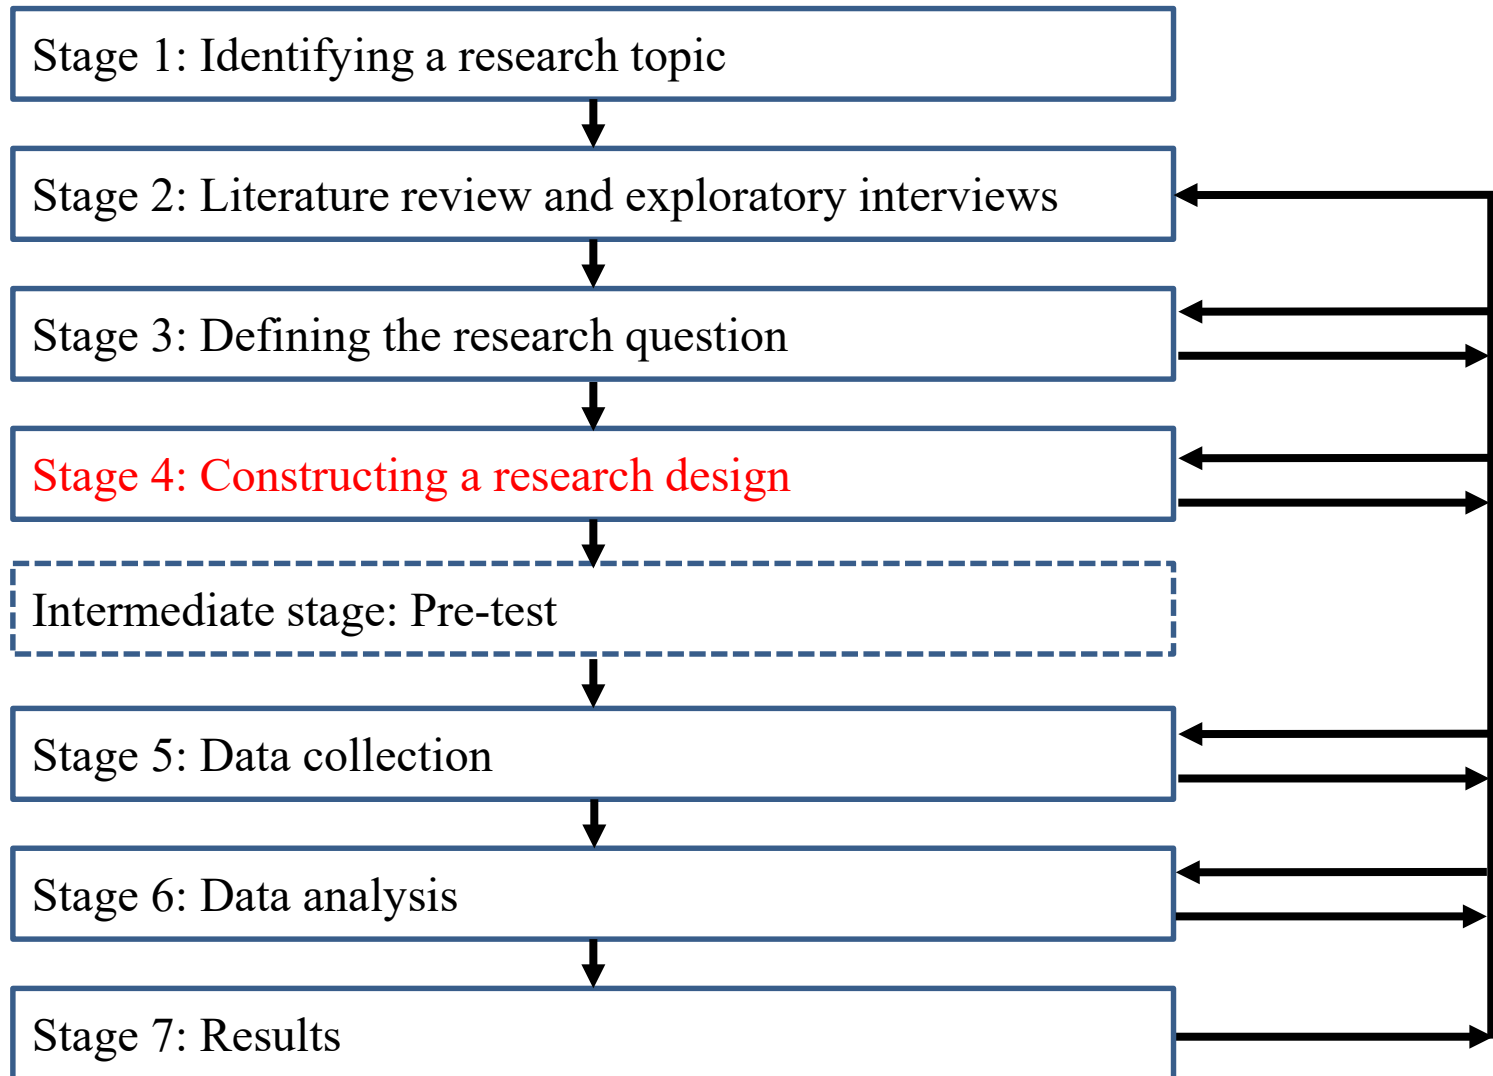 Stage 1: Identifying a research topic
Stage 2: Literature review and exploratory interviews
Stage 3: Defining the research question
Stage 4: Constructing a research design
Intermediate stage: Pre-test
Stage 5: Data collection
Stage 6: Data analysis
Stage 7: Results